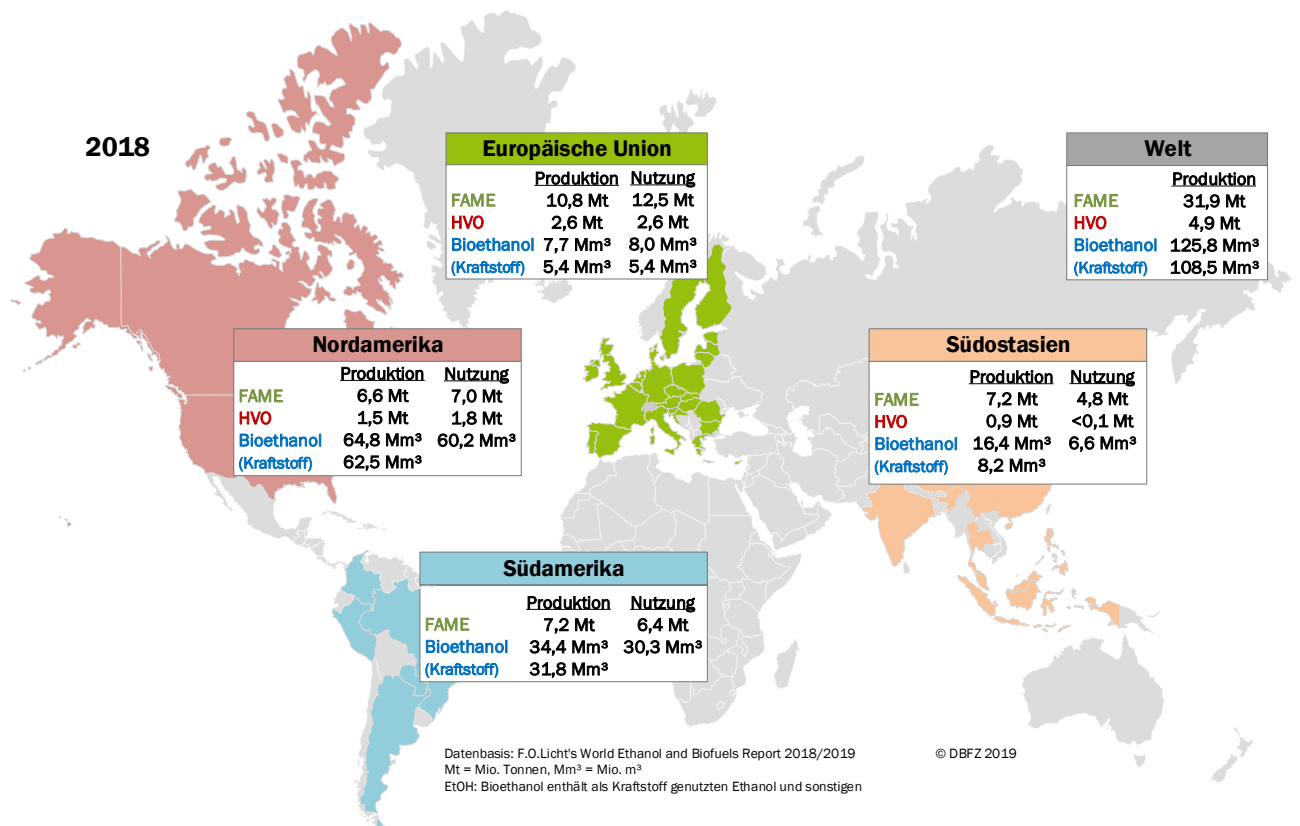 2018
Europäische Union
Produktion Nutzung
FAME 10,8 Mt 12,5 Mt
HVO 2,6 Mt 2,6 Mt
Bioethanol 7,7 Mm³ 8,0 Mm³
(Kraftstoff) 5,4 Mm³ 5,4 Mm³
Welt
Produktion
FAME 31,9 Mt
HVO 4,9 Mt
Bioethanol 125,8 Mm³
(Kraftstoff) 108,5 Mm³
Nordamerika
Produktion Nutzung
FAME 6,6 Mt 7,0 Mt
HVO 1,5 Mt 1,8 Mt
Bioethanol 64,8 Mm³ 60,2 Mm³
(Kraftstoff) 62,5 Mm³
Südostasien
Produktion Nutzung
FAME 7,2 Mt 4,8 Mt
HVO 0,9 Mt <0,1 Mt
Bioethanol 16,4 Mm³ 6,6 Mm³
(Kraftstoff) 8,2 Mm³
Südamerika
Produktion Nutzung
FAME 7,2 Mt 6,4 Mt
Bioethanol 34,4 Mm³ 30,3 Mm³
(Kraftstoff) 31,8 Mm³
Datenbasis: F.O.Licht's World Ethanol and Biofuels Report 2018/2019 © DBFZ 2019
Mt = Mio. Tonnen, Mm³ = Mio. m³
EtOH: Bioethanol enthält als Kraftstoff genutzten Ethanol und sonstigen